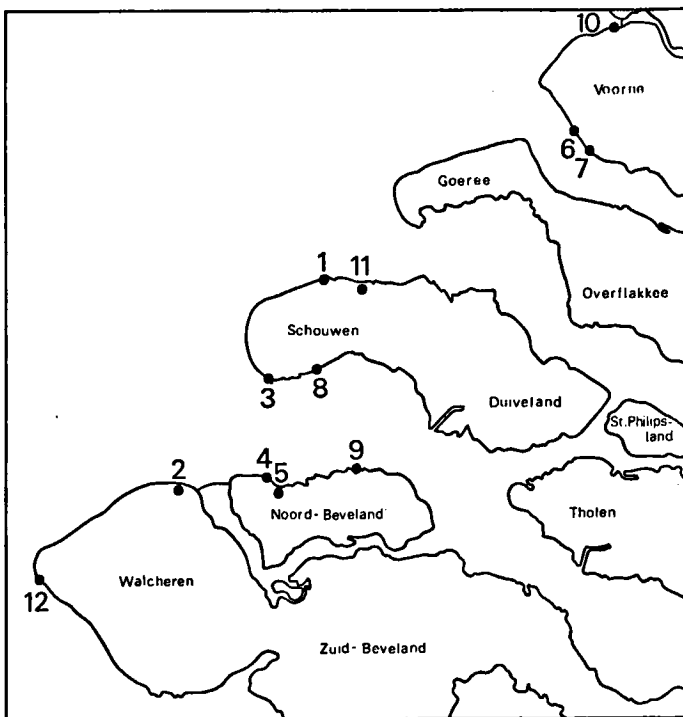 10
Voorne
6
7
Goeree
1
11
Overflakkee
Schouwen
3
8
Duiveland
St.Philips-
land
2
4
5
9
Noord-Beveland
Tholen
Walcheren
12
Zuid-Beveland